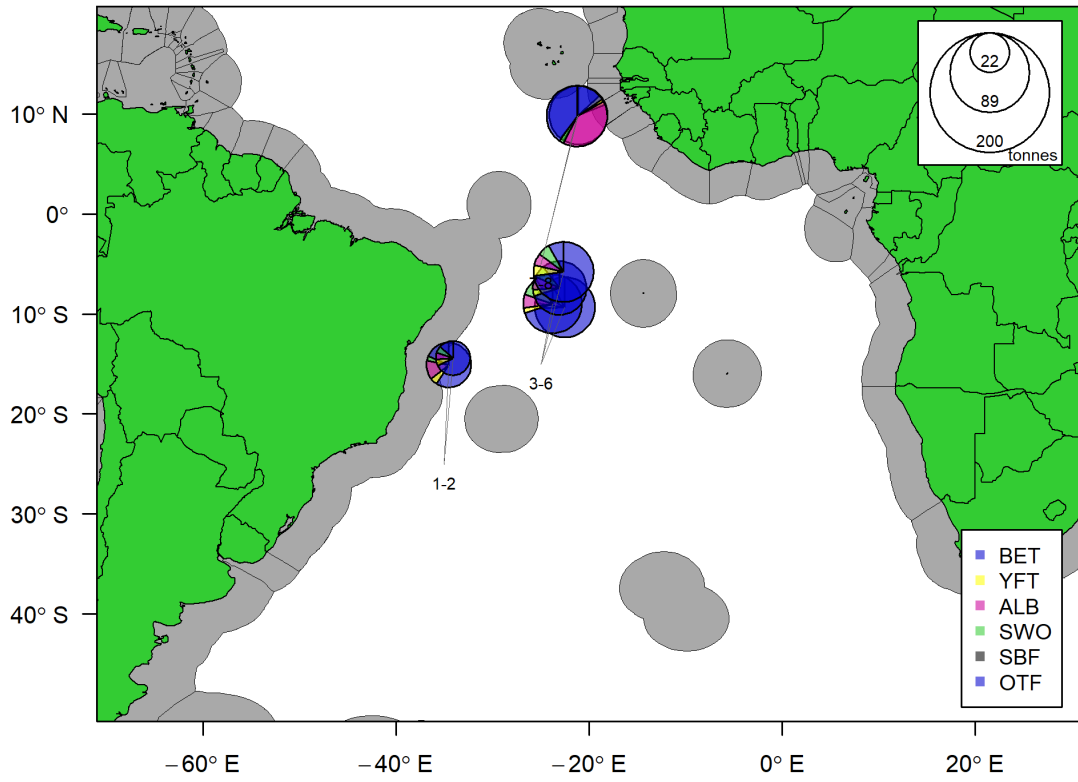 22
89
200
tonnes
10° N
0°
10° S
20° S
30° S
40° S
3-6
1-2
BET
YFT
ALB
SWO
SBF
OTF
−60° E
−40° E
−20° E
0° E
20° E